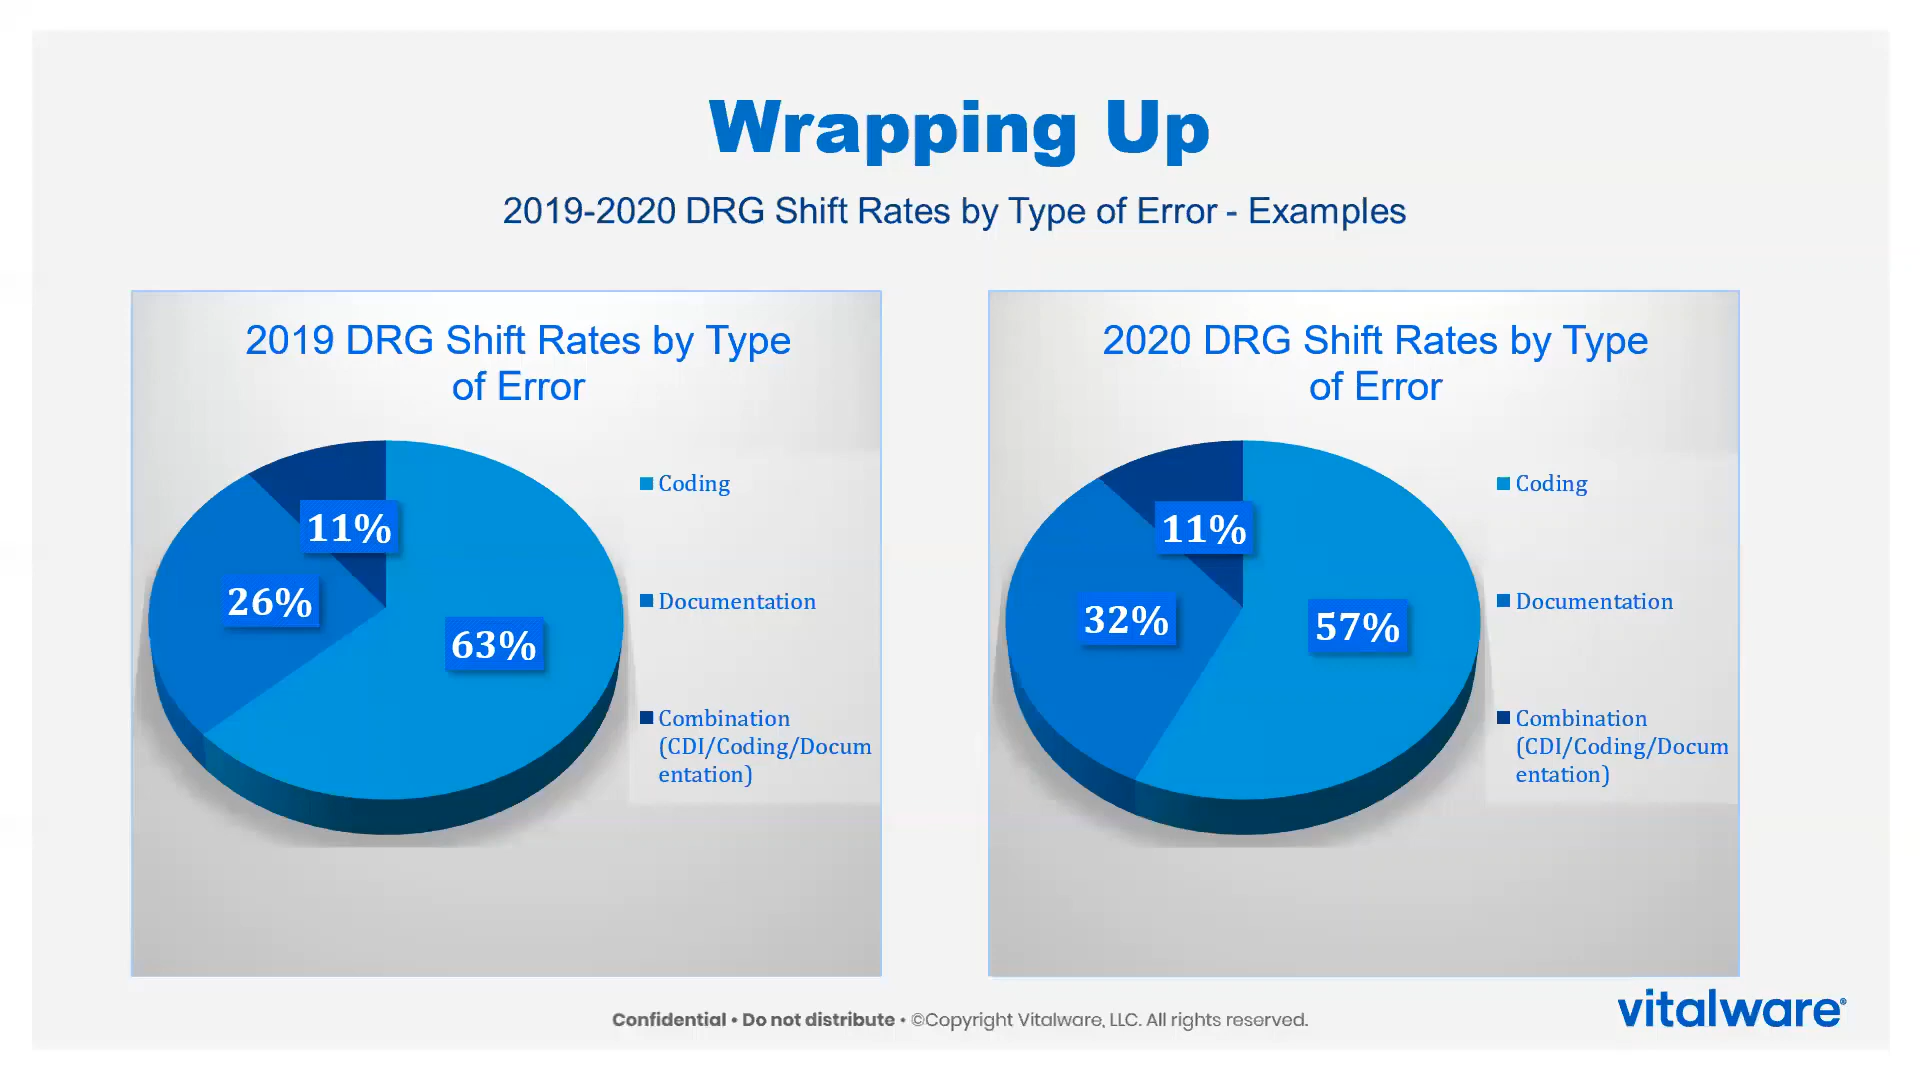 Wrapping Up
2019-2020 DRG Shift Rates by Type of Error - Examples
2019 DRG Shift Rates by Type
of Error
11%
26%
63%
Coding
Documentation
Combination
(CDI/Coding/Docum
entation)
2020 DRG Shift Rates by Type
of Error
11%
32%
57%
Coding
Documentation
Combination
(CDI/Coding/Docum
entation)
Confidential • Do not distribute • ©Copyright Vitalware, LLC. All rights reserved.
vitalware®